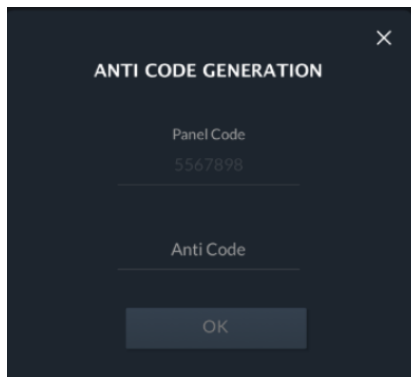 ANTI CODE GENERATION
Panel Code
5567898
Anti Code
OK